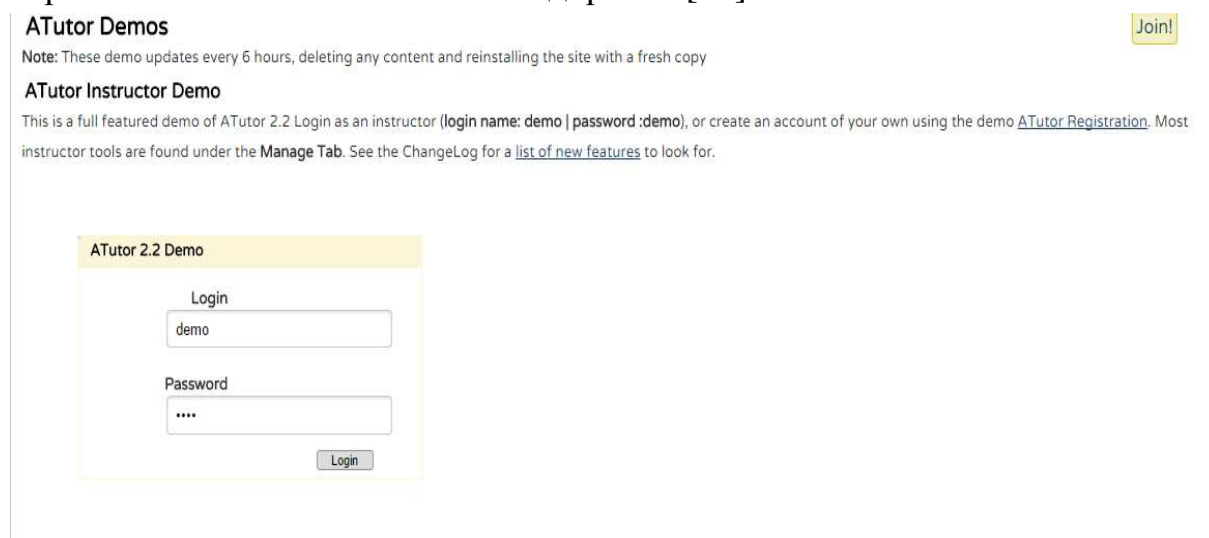 ATutor Demos
Join!
Note: These demo updates every 6 hours, deleting any content and reinstalling the site with a fresh copy
ATutor Instructor Demo
This is a full featured demo of ATutor 2.2 Login as an instructor (login name: demo | password :demo), or create an account of your own using the demo ATutor Registration. Most
instructor tools are found under the Manage Tab. See the ChangeLog for a list of new features to look for.
ATutor 2.2 Demo
Login
demo
Password
••••
Login